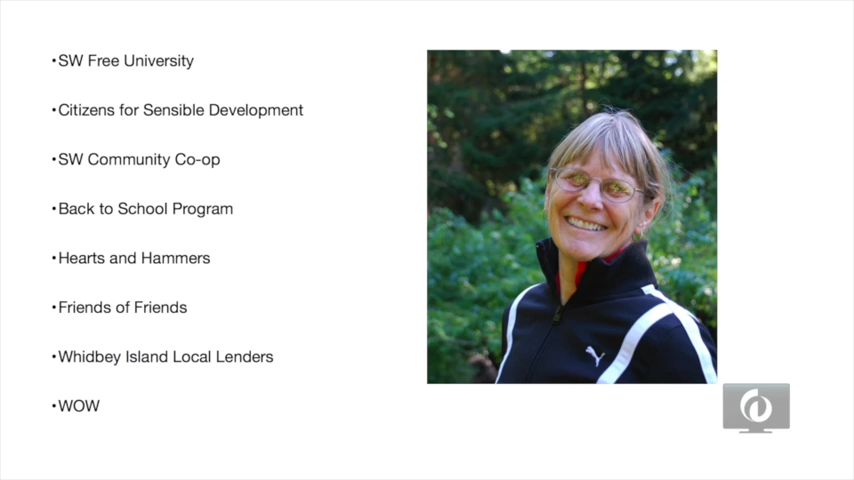 •SW Free University
•Citizens for Sensible Development
•SW Community Co-op
•Back to School Program
•Hearts and Hammers
•Friends of Friends
•Whidbey Island Local Lenders
•WOW